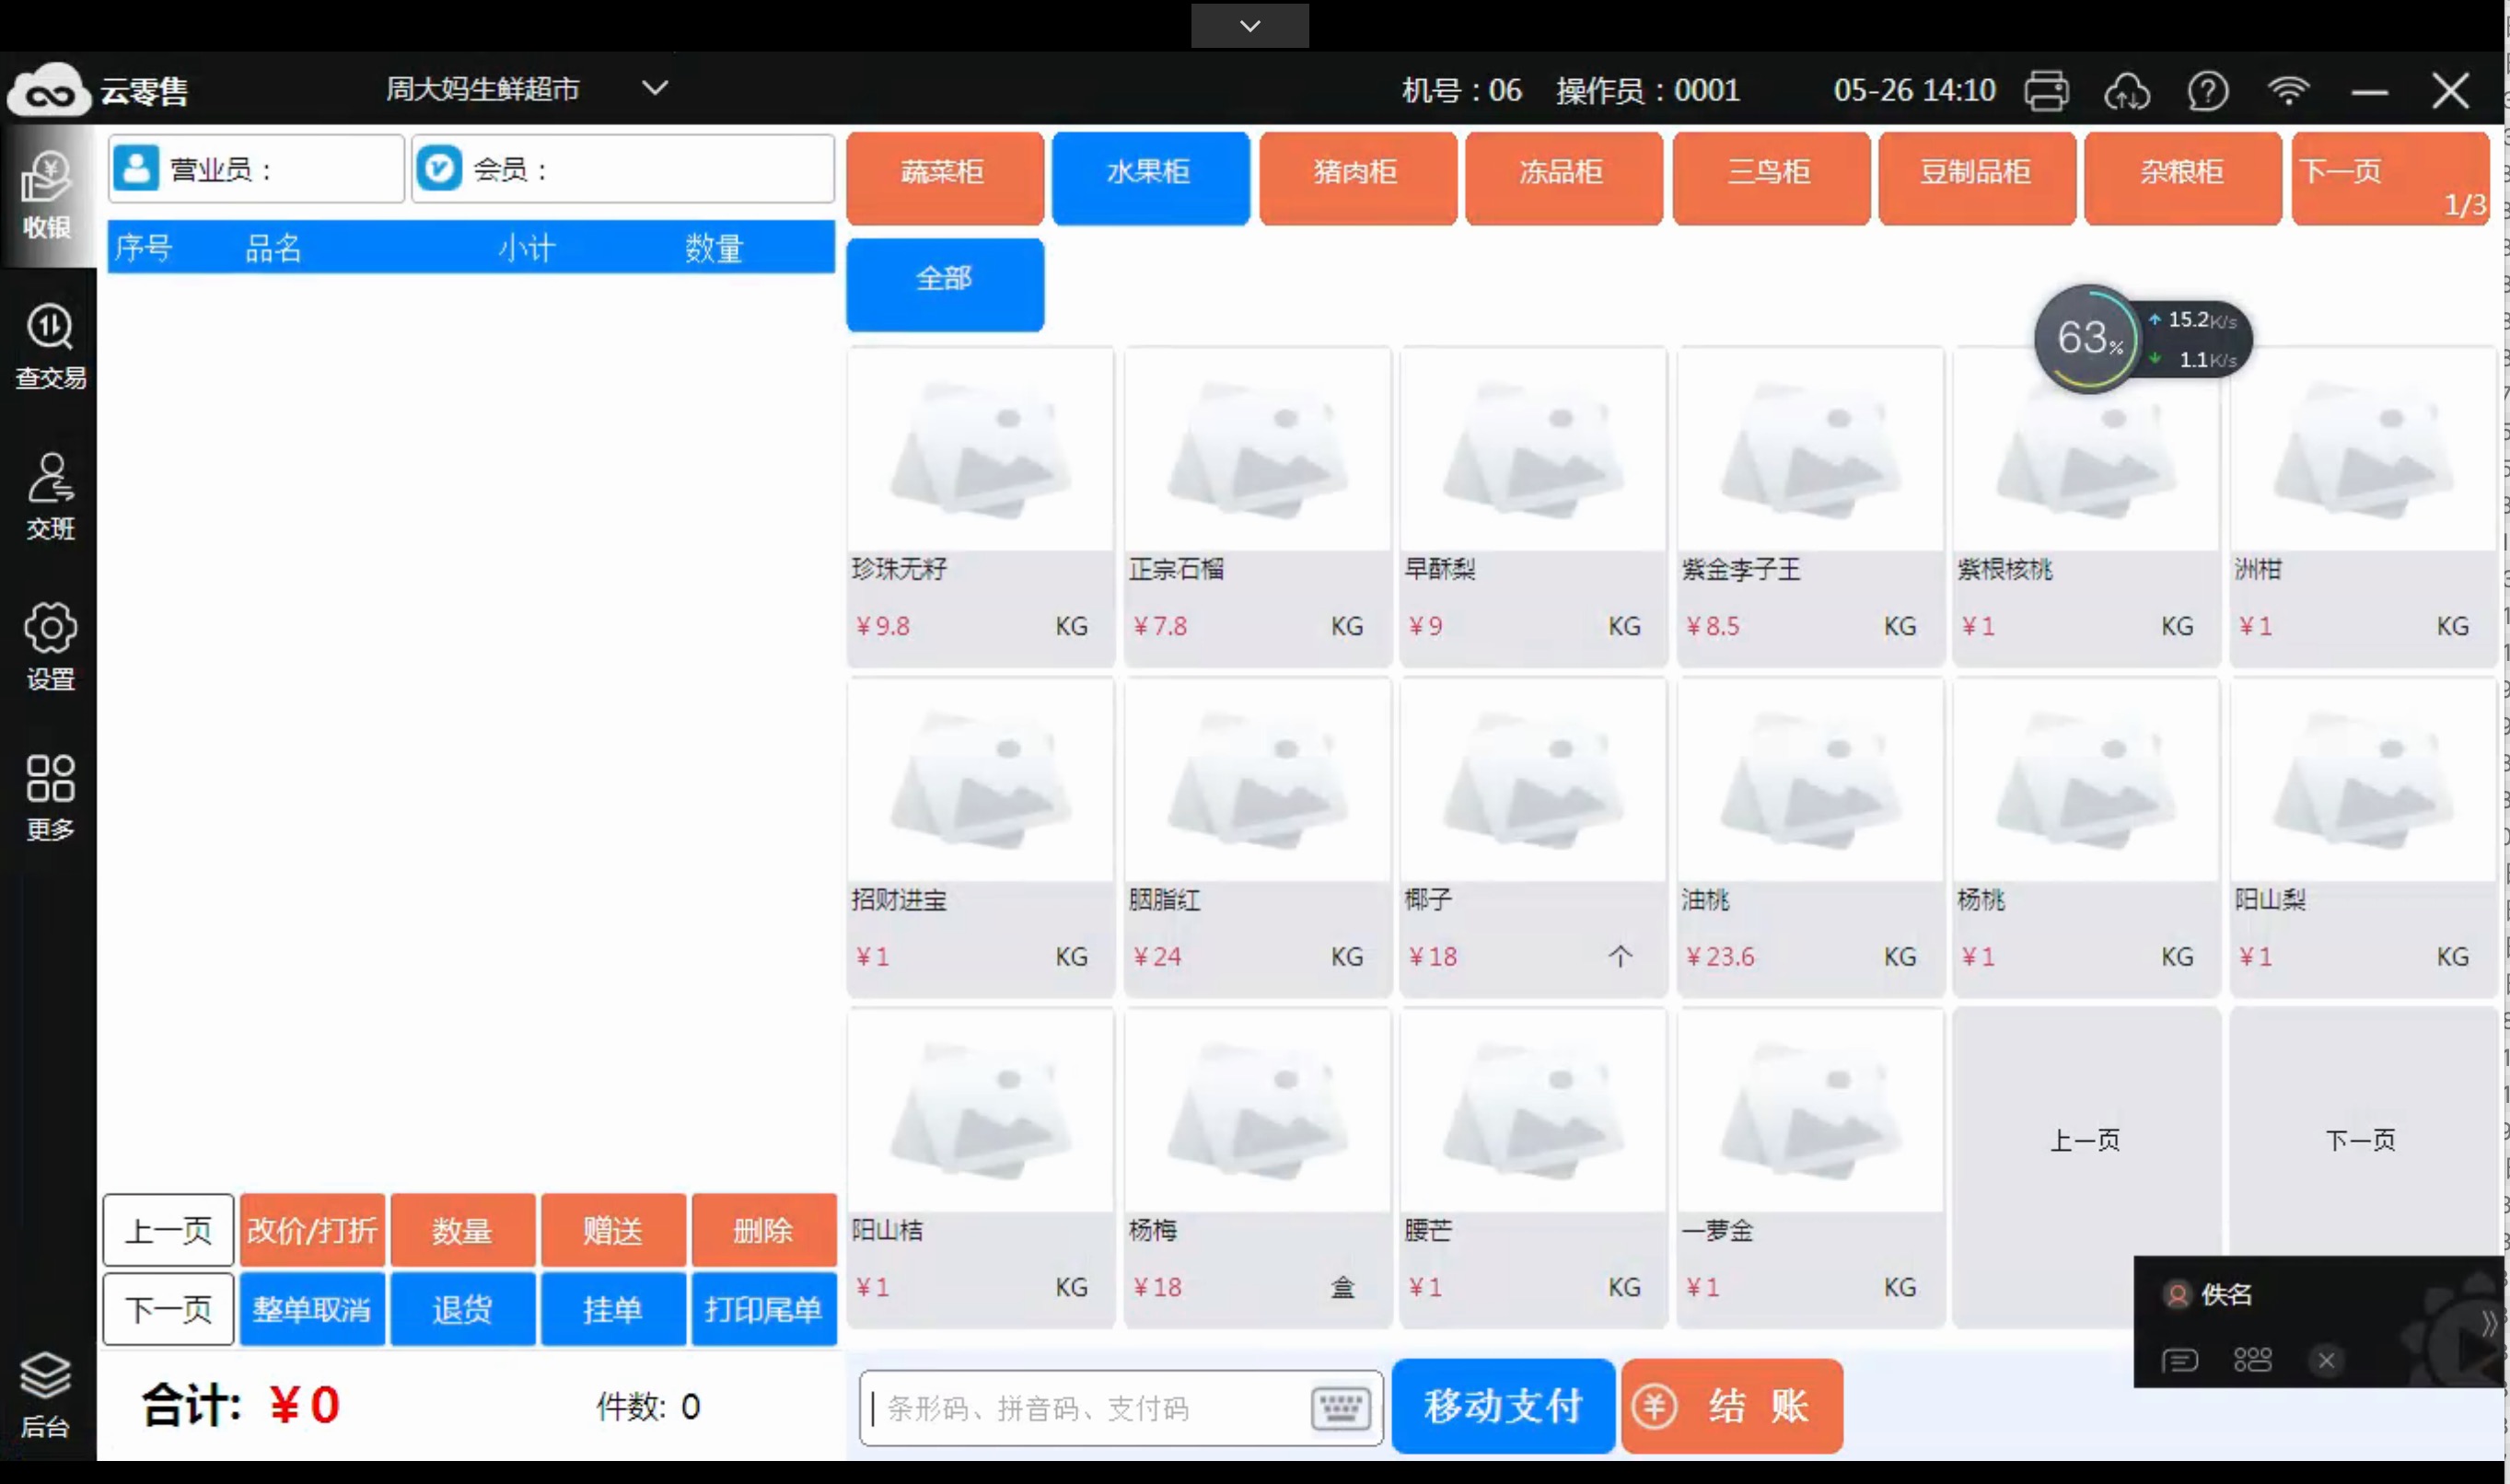 云零售
周大妈生鲜超市
机号：06 操作员：0001 05-26 14:10
收银
查交易
交班
设置
更多
后台
营业员： 会员：
序号 品名 小计 数量
蔬菜柜 水果柜 猪肉柜 冻品柜 三鸟柜 豆制品柜 杂粮柜 下一页 1/3
全部
63% 15.2K/s
1.1K/s
珍珠无籽 正宗石榴 早酥梨 紫金李子王 紫根核桃 洲柑
¥9.8 KG ¥7.8 KG ¥9 KG ¥8.5 KG ¥1 KG ¥1 KG
招财进宝 胭脂红 椰子 油桃 杨桃 阳山梨
¥1 KG ¥24 KG ¥18 个 ¥23.6 KG ¥1 KG ¥1 KG
上一页 下一页
阳山桔 杨梅 腰芒 一萝金
¥1 KG ¥18 盒 ¥1 KG ¥1 KG
上一页 改价/打折 数量 赠送 删除
下一页 整单取消 退货 挂单 打印尾单
佚名
合计: ¥0 件数: 0
条形码、拼音码、支付码
移动支付 结 账